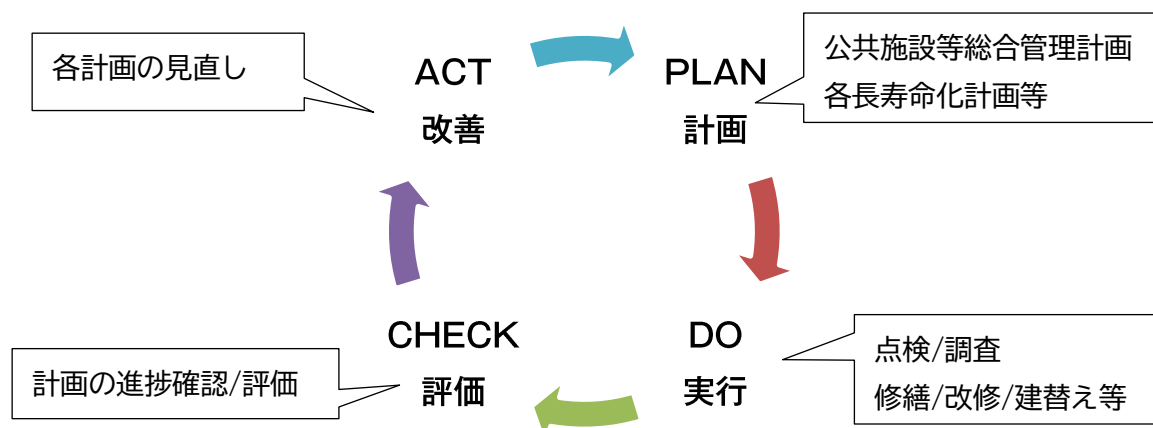 各計画の見直し
ACT
改善
PLAN
計画
公共施設等総合管理計画
各長寿命化計画等
CHECK
評価
計画の進捗確認/評価
DO
実行
点検/調査
修繕/改修/建替え等